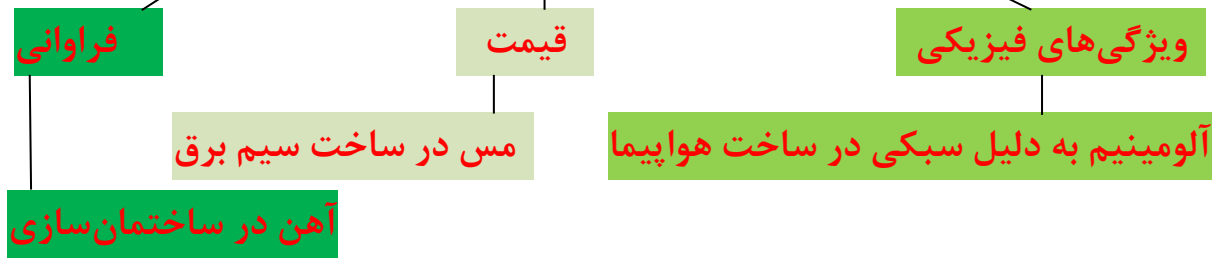 ویژگی‌های فیزیکی
قیمت
فراوانی
آلومینیم به دلیل سبکی در ساخت هواپیما
مس در ساخت سیم برق
آهن در ساختمان‌سازی